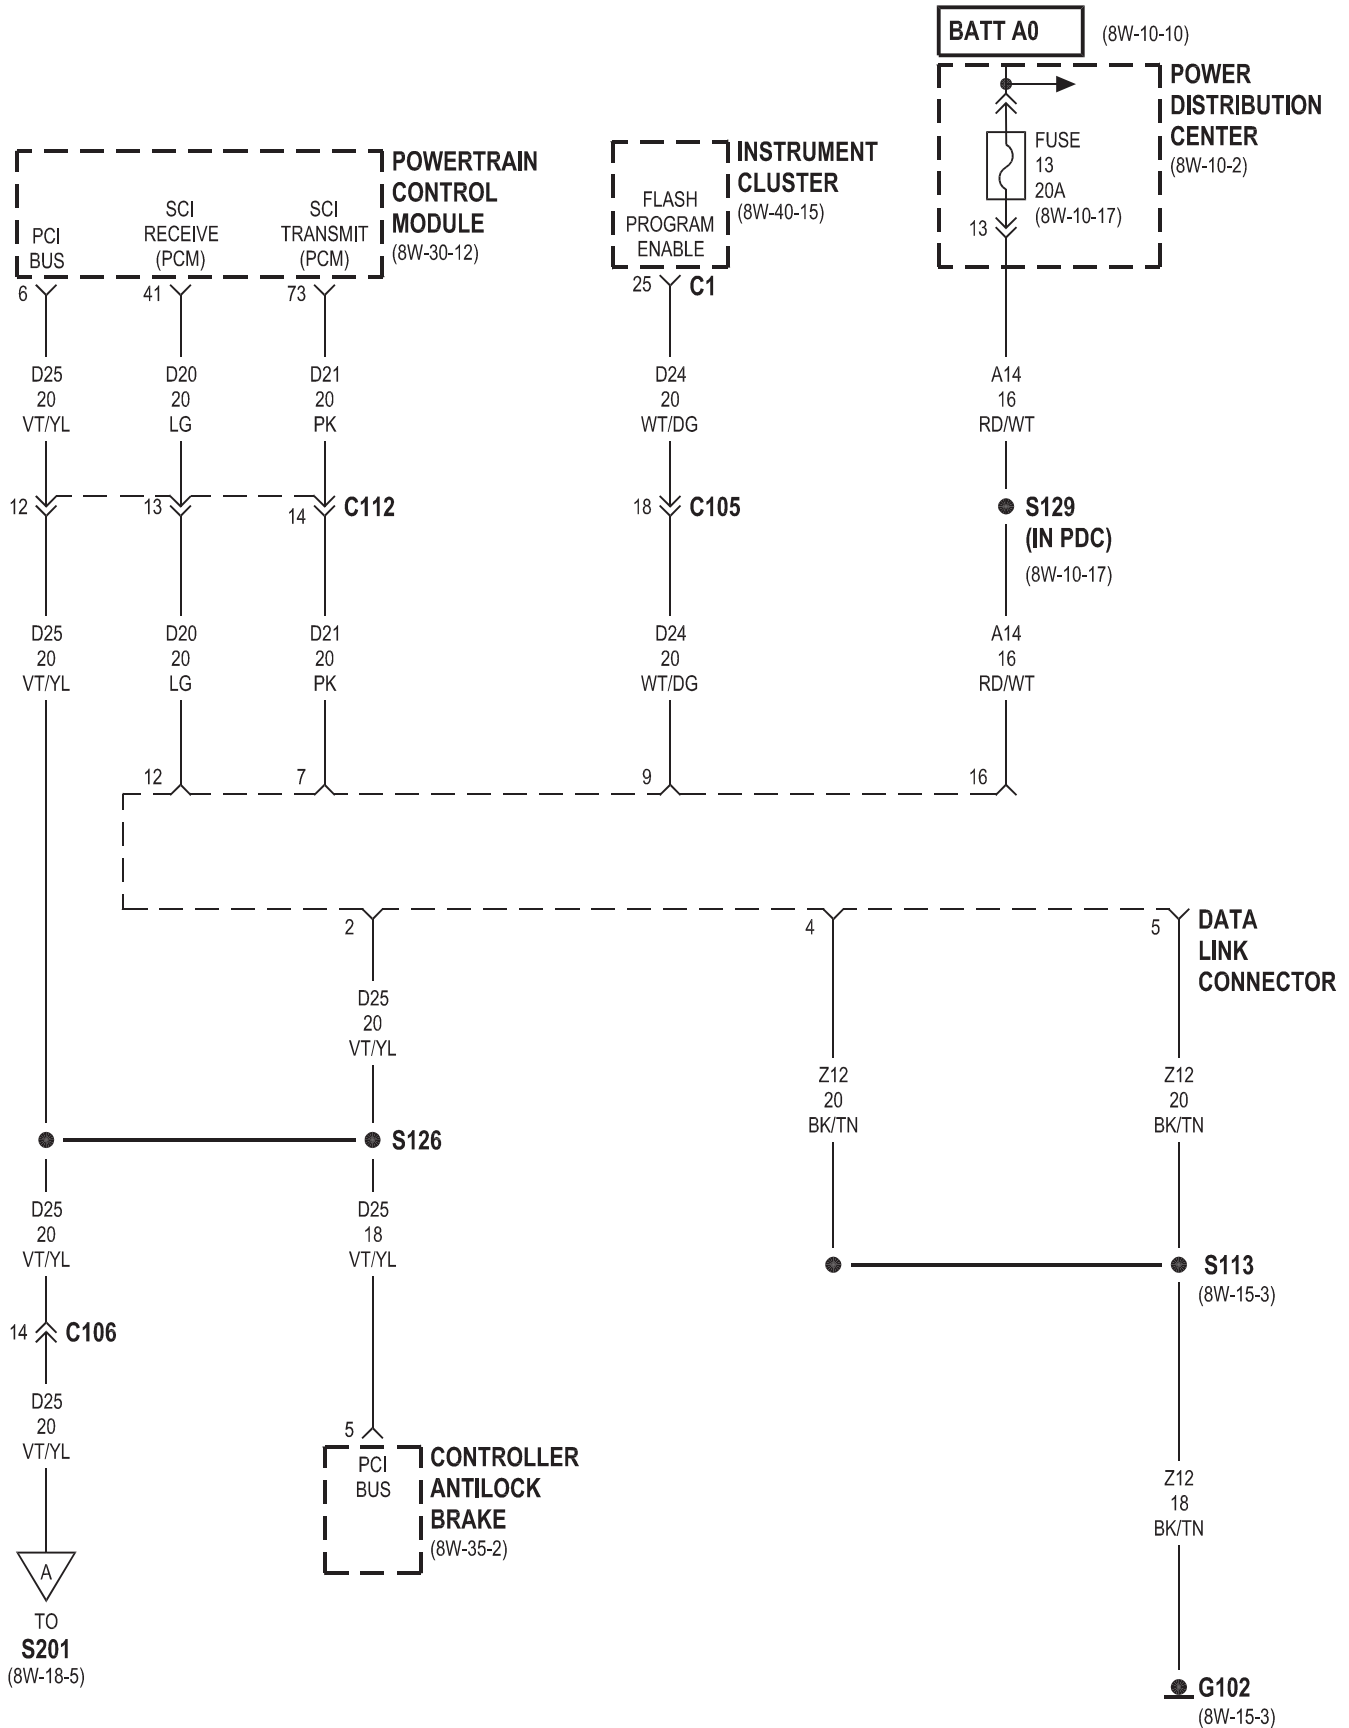 BATT A0
(8W-10-10)
POWER
DISTRIBUTION
CENTER
(8W-10-2)
FUSE
13
20A
(8W-10-17)
13
POWERTRAIN
CONTROL
MODULE
(8W-30-12)
PCI
BUS
SCI
RECEIVE
(PCM)
SCI
TRANSMIT
(PCM)
INSTRUMENT
CLUSTER
(8W-40-15)
FLASH
PROGRAM
ENABLE
6
41
73
25
C1
D25
20
VT/YL
D20
20
LG
D21
20
PK
D24
20
WT/DG
A14
16
RD/WT
12
13
14
C112
18
C105
S129
(IN PDC)
(8W-10-17)
D25
20
VT/YL
D20
20
LG
D21
20
PK
D24
20
WT/DG
A14
16
RD/WT
12
7
9
16
2
4
5
DATA
LINK
CONNECTOR
D25
20
VT/YL
Z12
20
BK/TN
Z12
20
BK/TN
S126
D25
20
VT/YL
D25
18
VT/YL
S113
(8W-15-3)
14
C106
D25
20
VT/YL
5
PCI
BUS
CONTROLLER
ANTILOCK
BRAKE
(8W-35-2)
Z12
18
BK/TN
A
TO
S201
(8W-18-5)
G102
(8W-15-3)